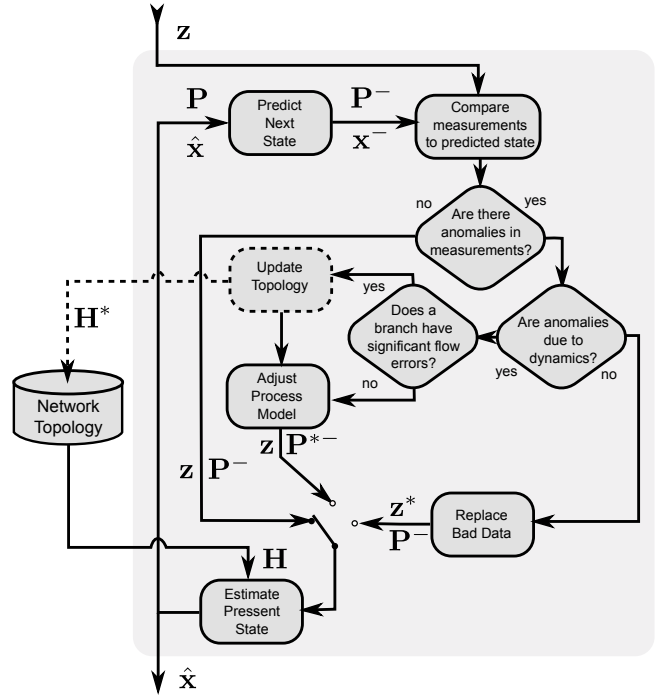 z
P
x̂
Predict
Next
State
P⁻
x⁻
Compare
measurements
to predicted state
no
yes
Are there
anomalies in
measurements?
Update
Topology
yes
Does a
branch have
significant flow
errors?
Are anomalies
due to
dynamics?
yes
no
H*
no
Adjust
Process
Model
Network
Topology
z P*⁻
z P⁻
z*
P⁻
Replace
Bad Data
H
Estimate
Pressent
State
x̂